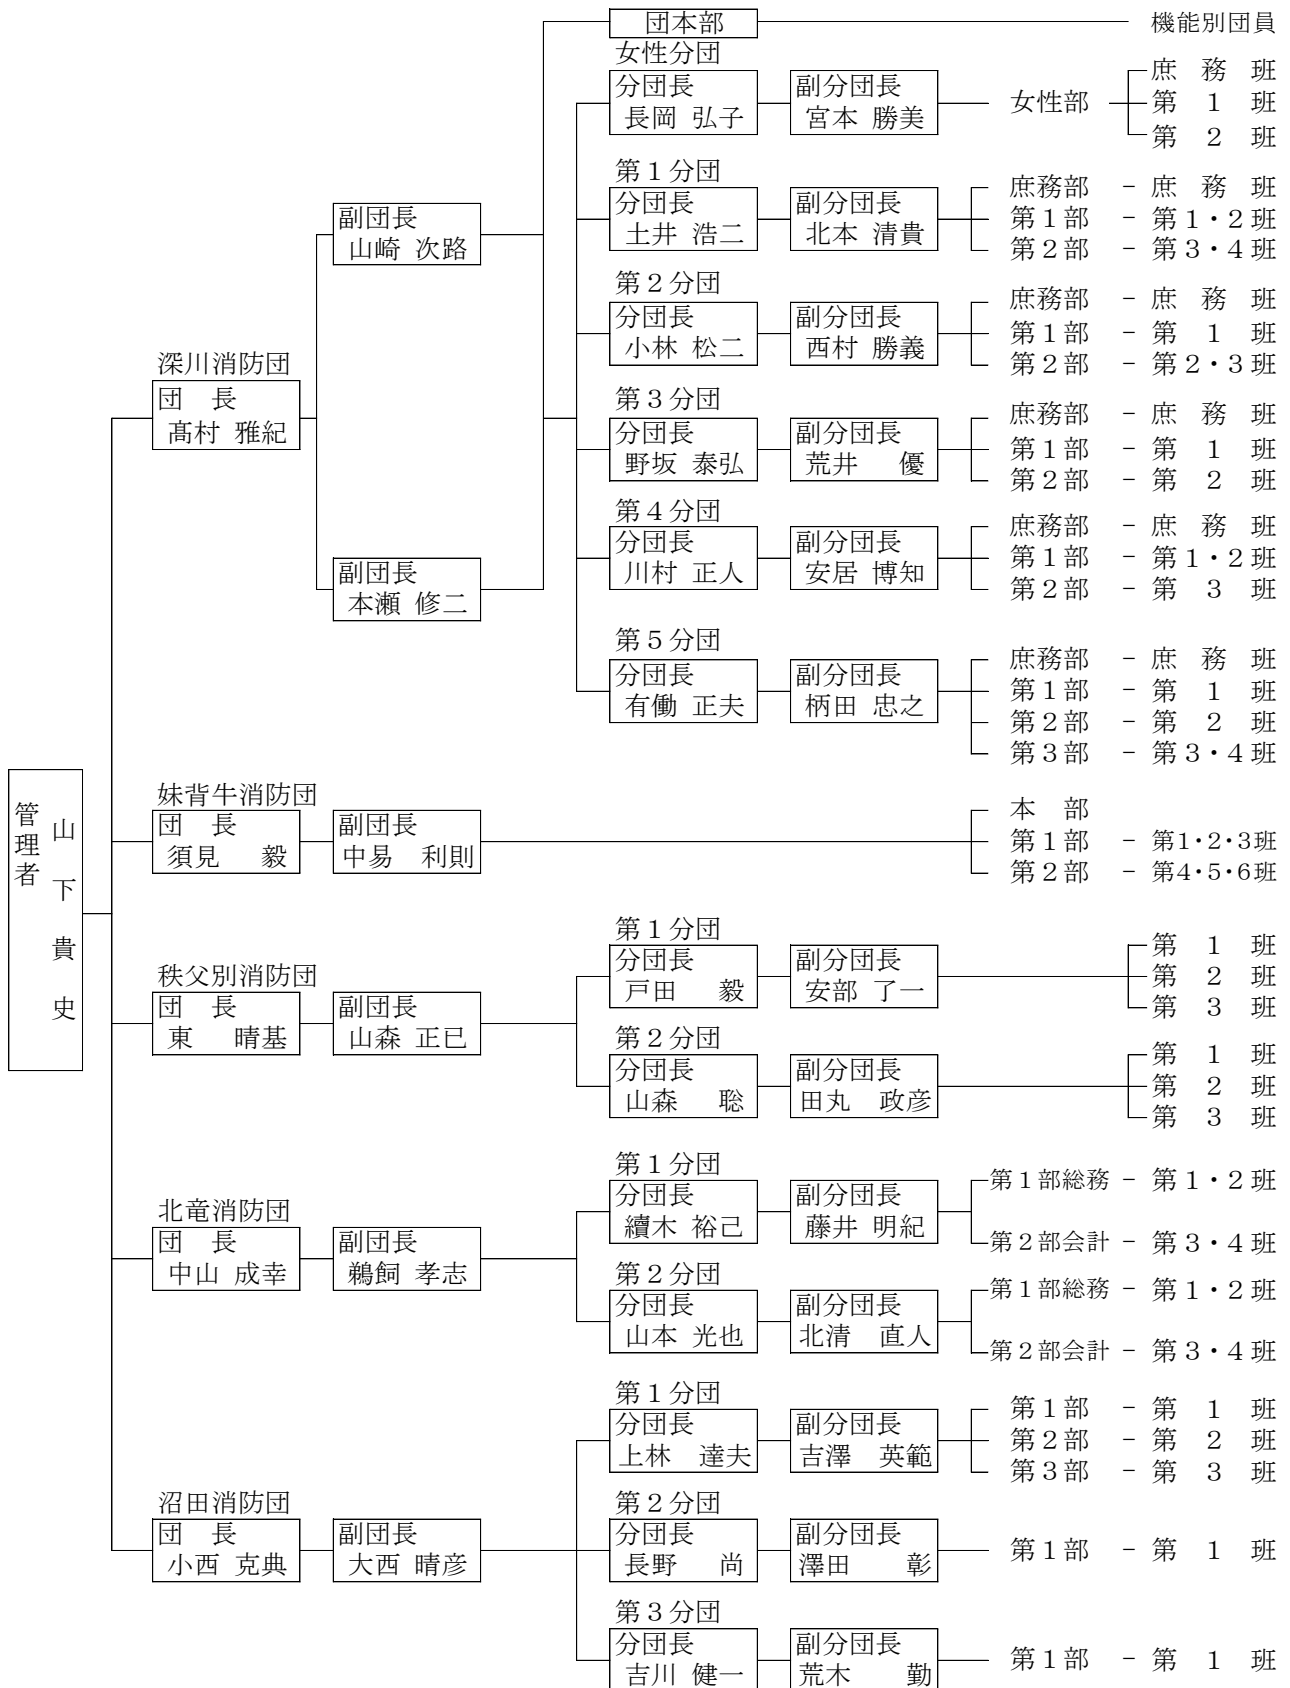 団本部 機能別団員
女性分団
分団長 副分団長
長岡 弘子 宮本 勝美
女性部
庶 務 班
第 1 班
第 2 班
第１分団
分団長 副分団長
土井 浩二 北本 清貴
庶務部 － 庶 務 班
第１部 － 第１・２班
第２部 － 第３・４班
第２分団
分団長 副分団長
小林 松二 西村 勝義
庶務部 － 庶 務 班
第１部 － 第 1 班
第２部 － 第２・３班
第３分団
分団長 副分団長
野坂 泰弘 荒井 優
庶務部 － 庶 務 班
第１部 － 第 1 班
第２部 － 第 2 班
第４分団
分団長 副分団長
川村 正人 安居 博知
庶務部 － 庶 務 班
第１部 － 第１・２班
第２部 － 第 3 班
第５分団
分団長 副分団長
有働 正夫 柄田 忠之
庶務部 － 庶 務 班
第１部 － 第 1 班
第２部 － 第 2 班
第３部 － 第３・４班
副団長
山崎 次路
深川消防団
団 長
髙村 雅紀
副団長
本瀬 修二
管理者
山下貴史
妹背牛消防団
団 長 副団長
須見 毅 中易 利則
本 部
第１部 － 第1・2・3班
第２部 － 第4・5・6班
秩父別消防団
団 長 副団長
東 晴基 山森 正已
第１分団
分団長 副分団長
戸田 毅 安部 了一
第 1 班
第 2 班
第 3 班
第２分団
分団長 副分団長
山森 聡 田丸 政彦
第 1 班
第 2 班
第 3 班
北竜消防団
団 長 副団長
中山 成幸 鵜飼 孝志
第１分団
分団長 副分団長
續木 裕己 藤井 明紀
第１部総務 － 第１・２班
第２部会計 － 第３・４班
第２分団
分団長 副分団長
山本 光也 北清 直人
第１部総務 － 第１・２班
第２部会計 － 第３・４班
沼田消防団
団 長 副団長
小西 克典 大西 晴彦
第１分団
分団長 副分団長
上林 達夫 吉澤 英範
第１部 － 第 1 班
第２部 － 第 2 班
第３部 － 第 3 班
第２分団
分団長 副分団長
長野 尚 澤田 彰
第１部 － 第 1 班
第３分団
分団長 副分団長
吉川 健一 荒木 勤
第１部 － 第 1 班